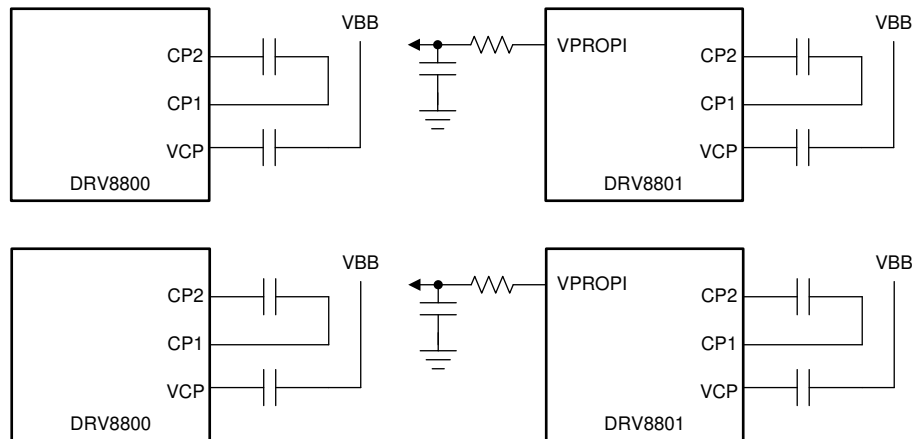 VBB
CP2
CP1
VCP
DRV8800
VPROPI
VBB
CP2
CP1
VCP
DRV8801
VBB
CP2
CP1
VCP
DRV8800
VPROPI
VBB
CP2
CP1
VCP
DRV8801